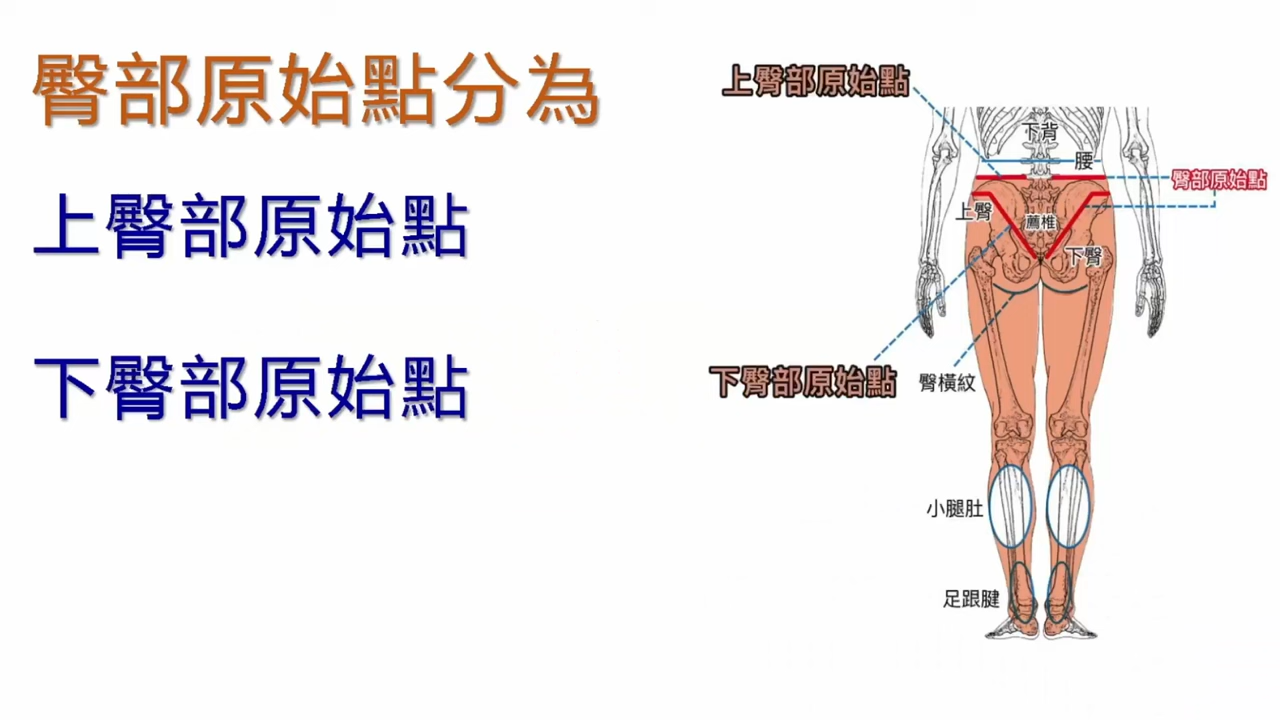 臀部原始點分為
上臀部原始點
下臀部原始點
上臀部原始點
下背
腰
臀部原始點
上臀
薦椎
下臀
下臀部原始點
臀橫紋
小腿肚
足跟腱